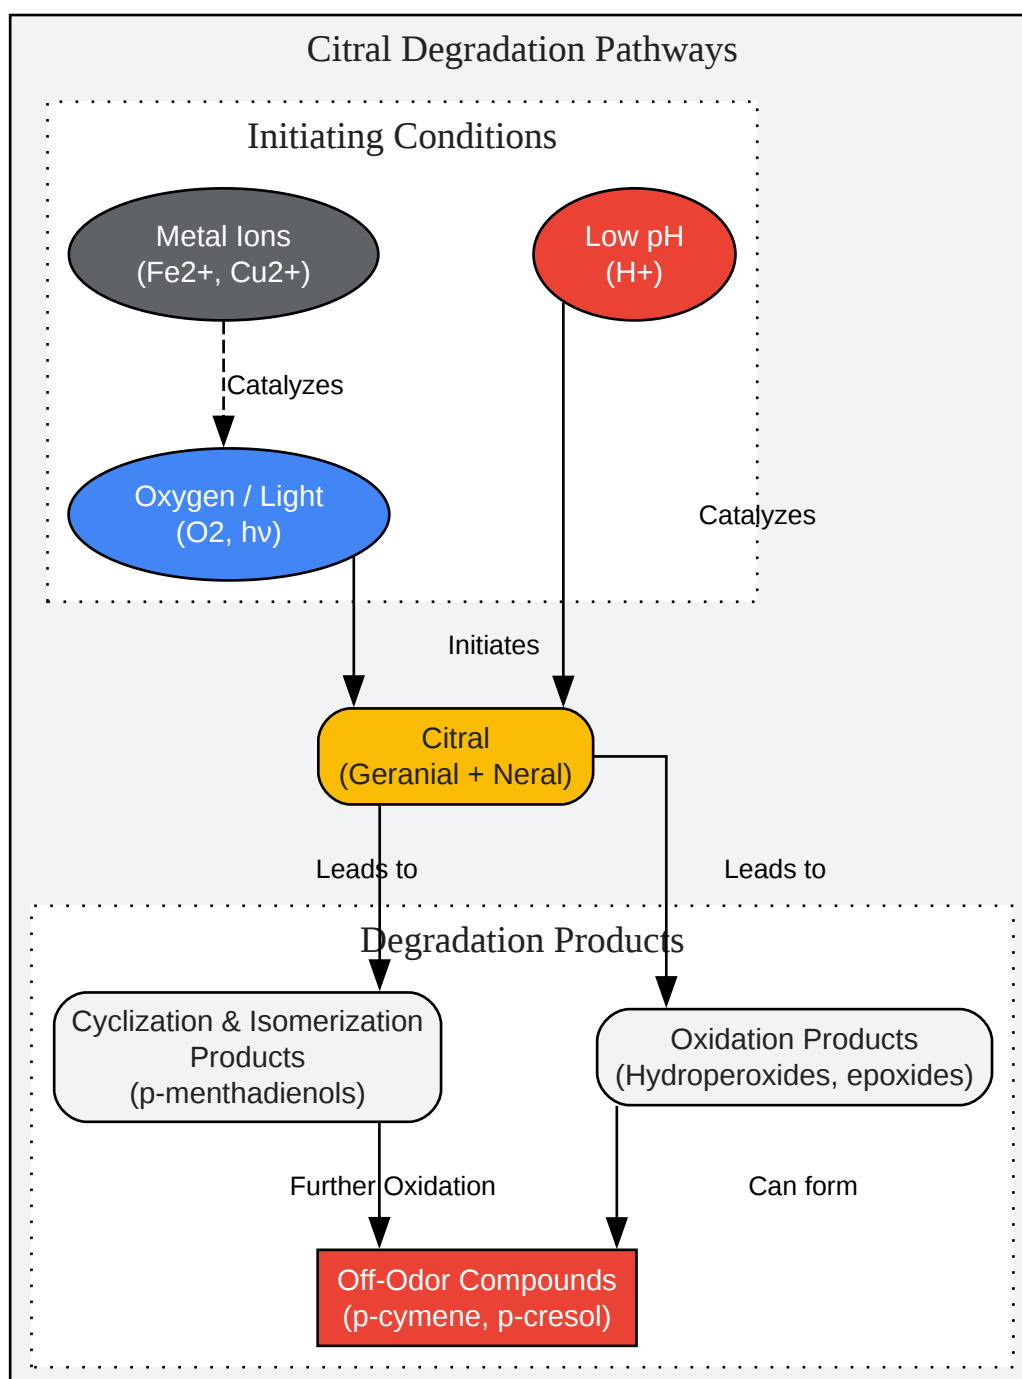 Citral Degradation Pathways
Initiating Conditions
Metal Ions
(Fe2+, Cu2+)
Low pH
(H+)
Catalyzes
Oxygen / Light
(O2, hν)
Catalyzes
Initiates
Citral
(Geranial + Neral)
Leads to
Leads to
Degradation Products
Cyclization & Isomerization
Products
(p-menthadienols)
Oxidation Products
(Hydroperoxides, epoxides)
Further Oxidation
Can form
Off-Odor Compounds
(p-cymene, p-cresol)